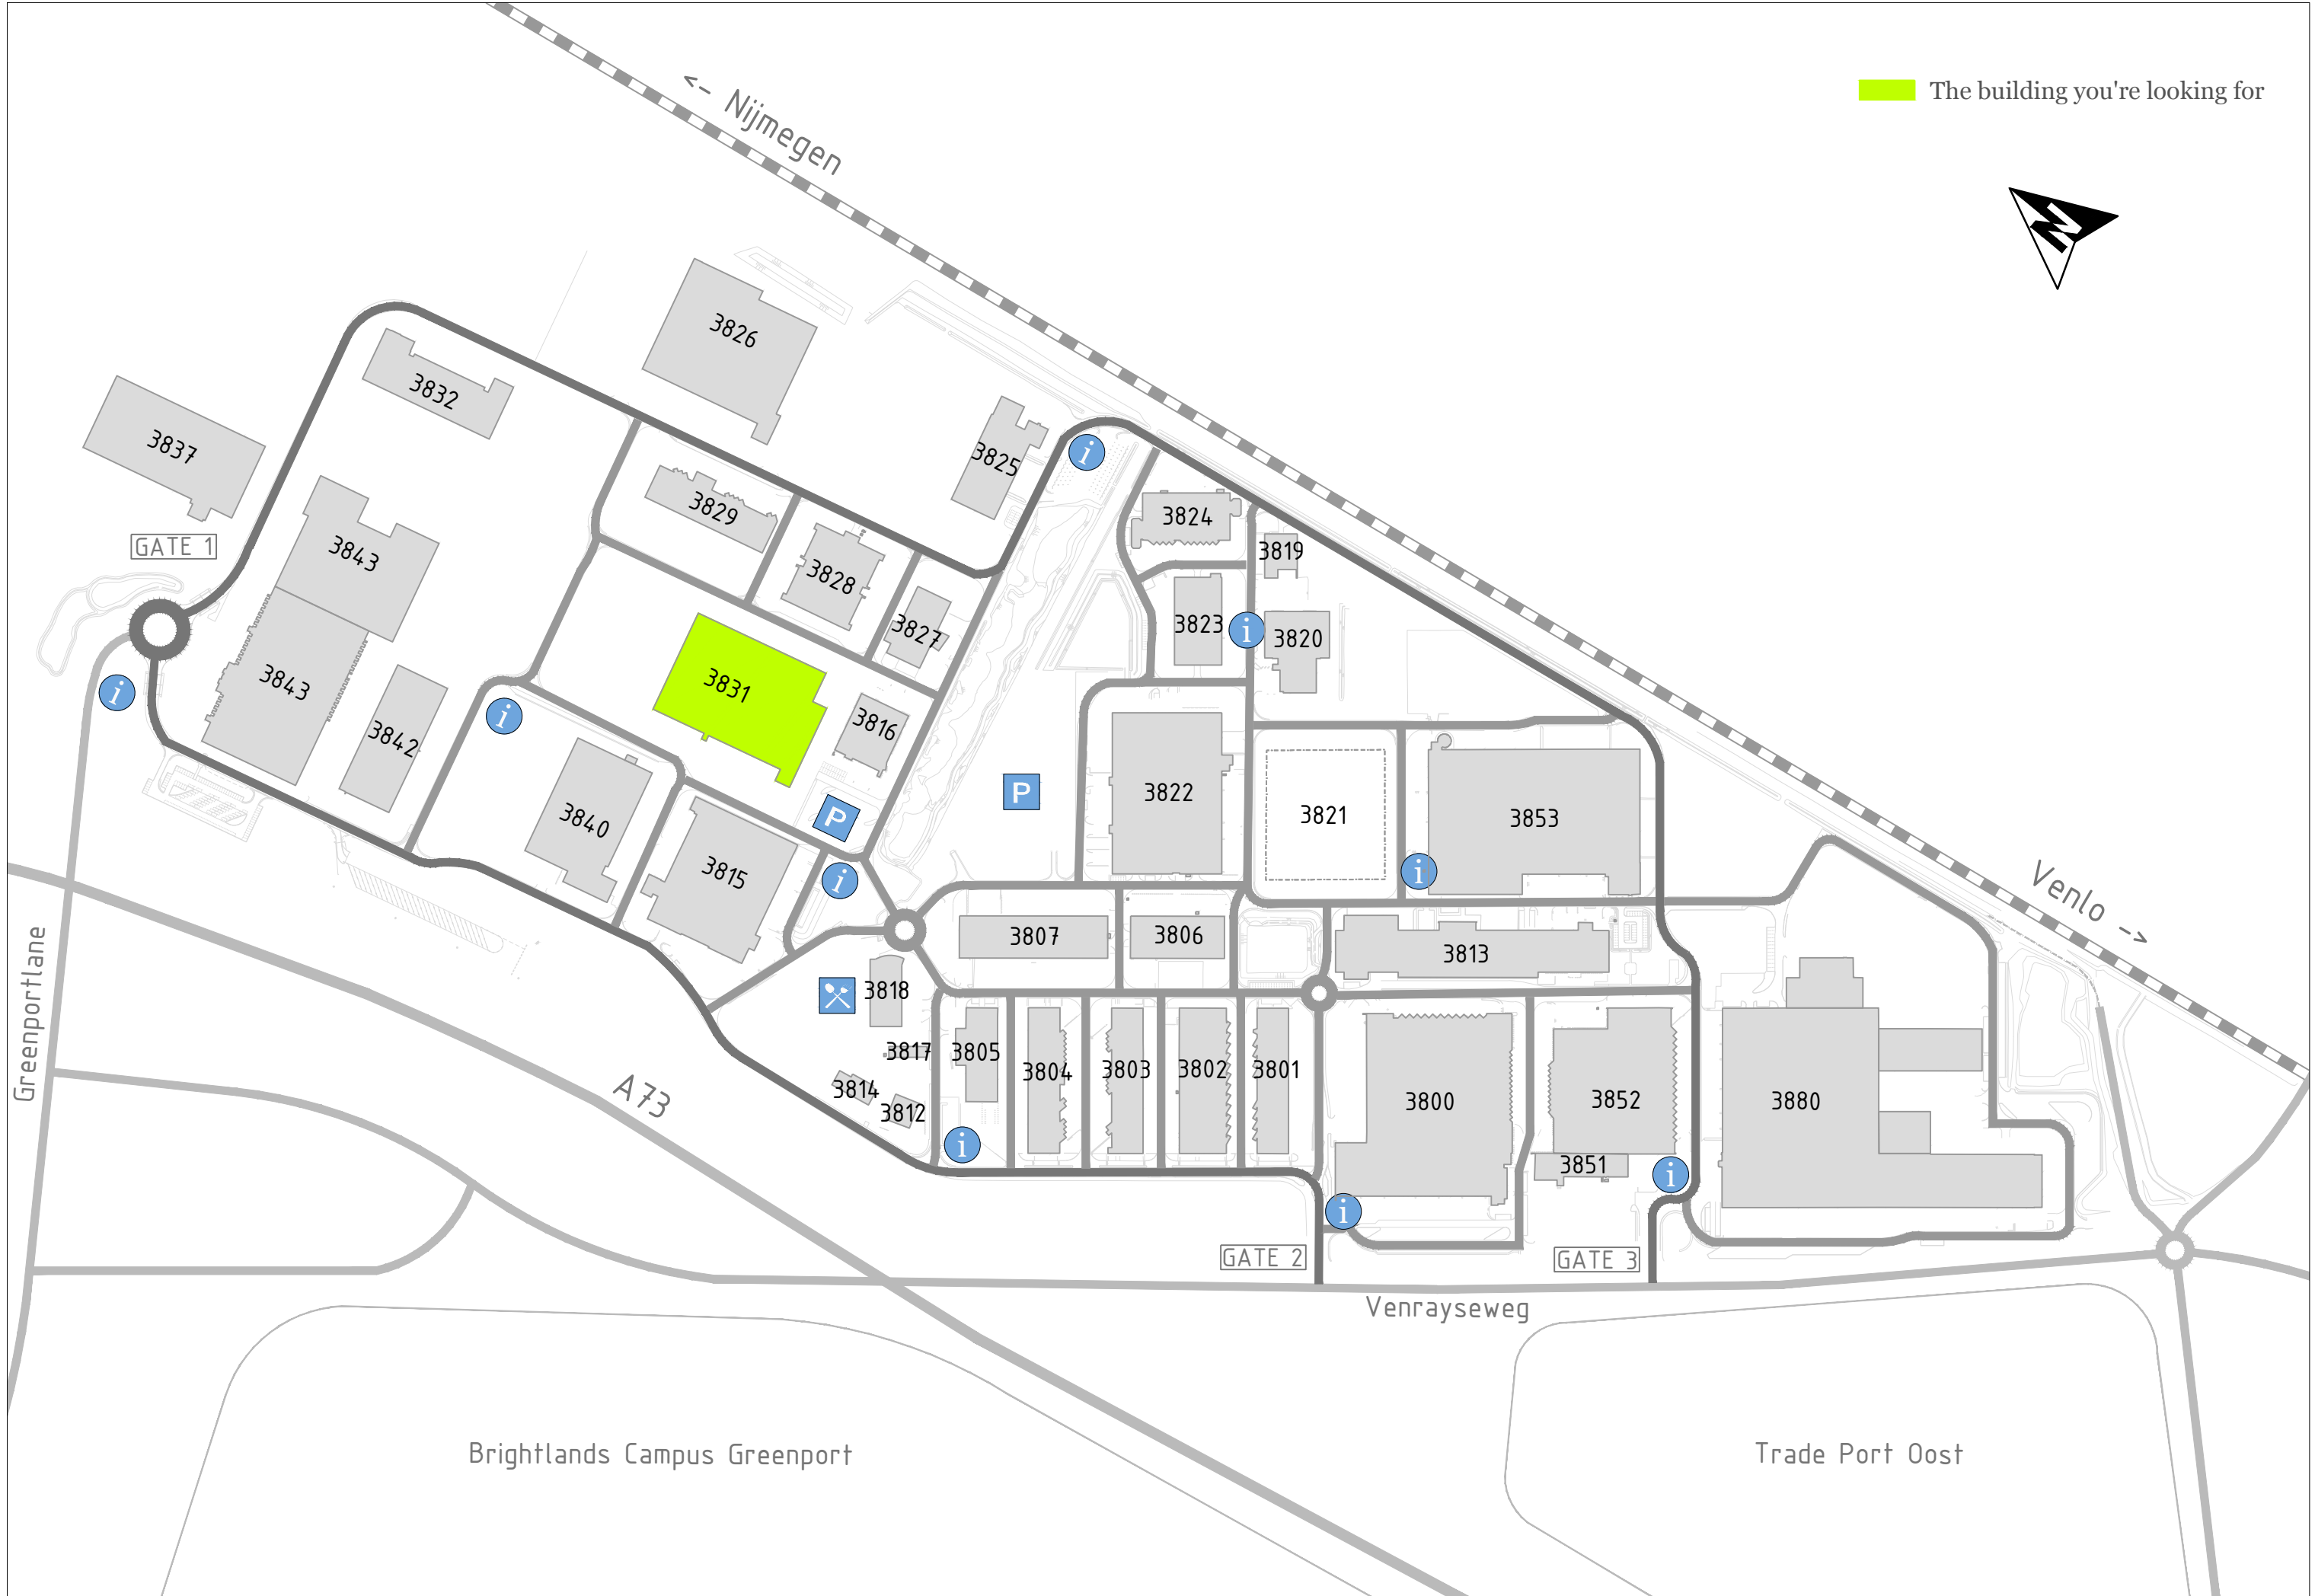 The building you're looking for
<- Nijmegen
N
3826
3832
3837
3825
3829
3824
GATE 1
3843
3819
3828
3827
3823
i
3820
3843
3831
i
i
3816
3842
i
3822
P
3821
3853
P
3840
3815
i
i
Venlo ->
3807
3806
3813
Greenportlane
3818
3817
3805
3804
3803
3802
3801
A73
3814
3812
3800
3852
3880
i
3851
i
i
GATE 2
GATE 3
Venrayseweg
Brightlands Campus Greenport
Trade Port Oost